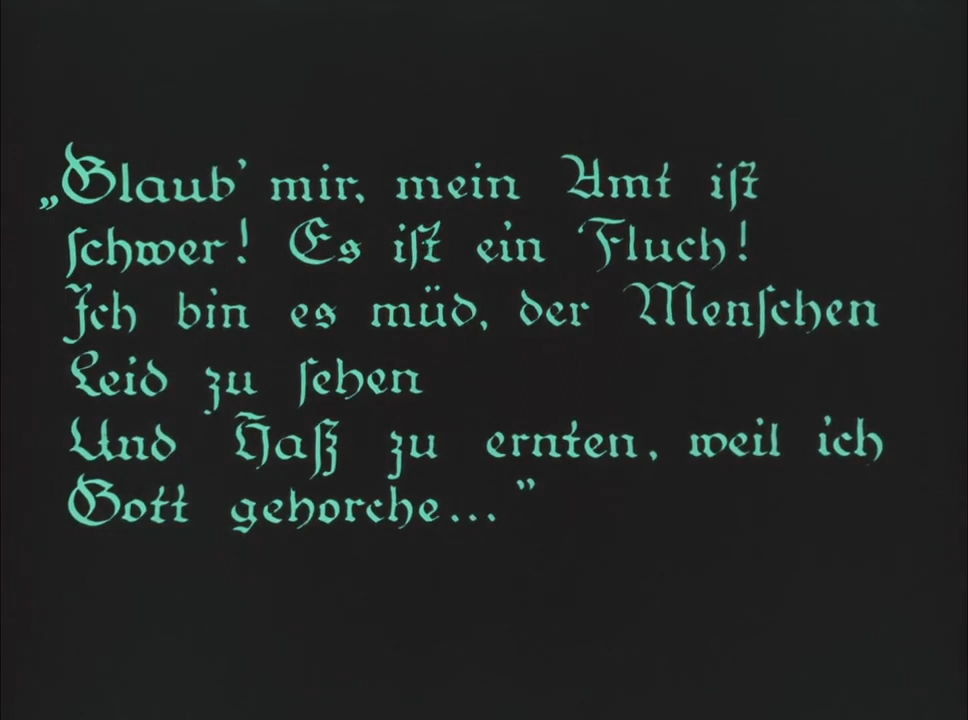 „Glaub’ mir, mein Amt ist
schwer! Es ist ein Fluch!
Ich bin es müd, der Menschen
Leid zu sehen
Und Haß zu ernten, weil ich
Gott gehorche...”